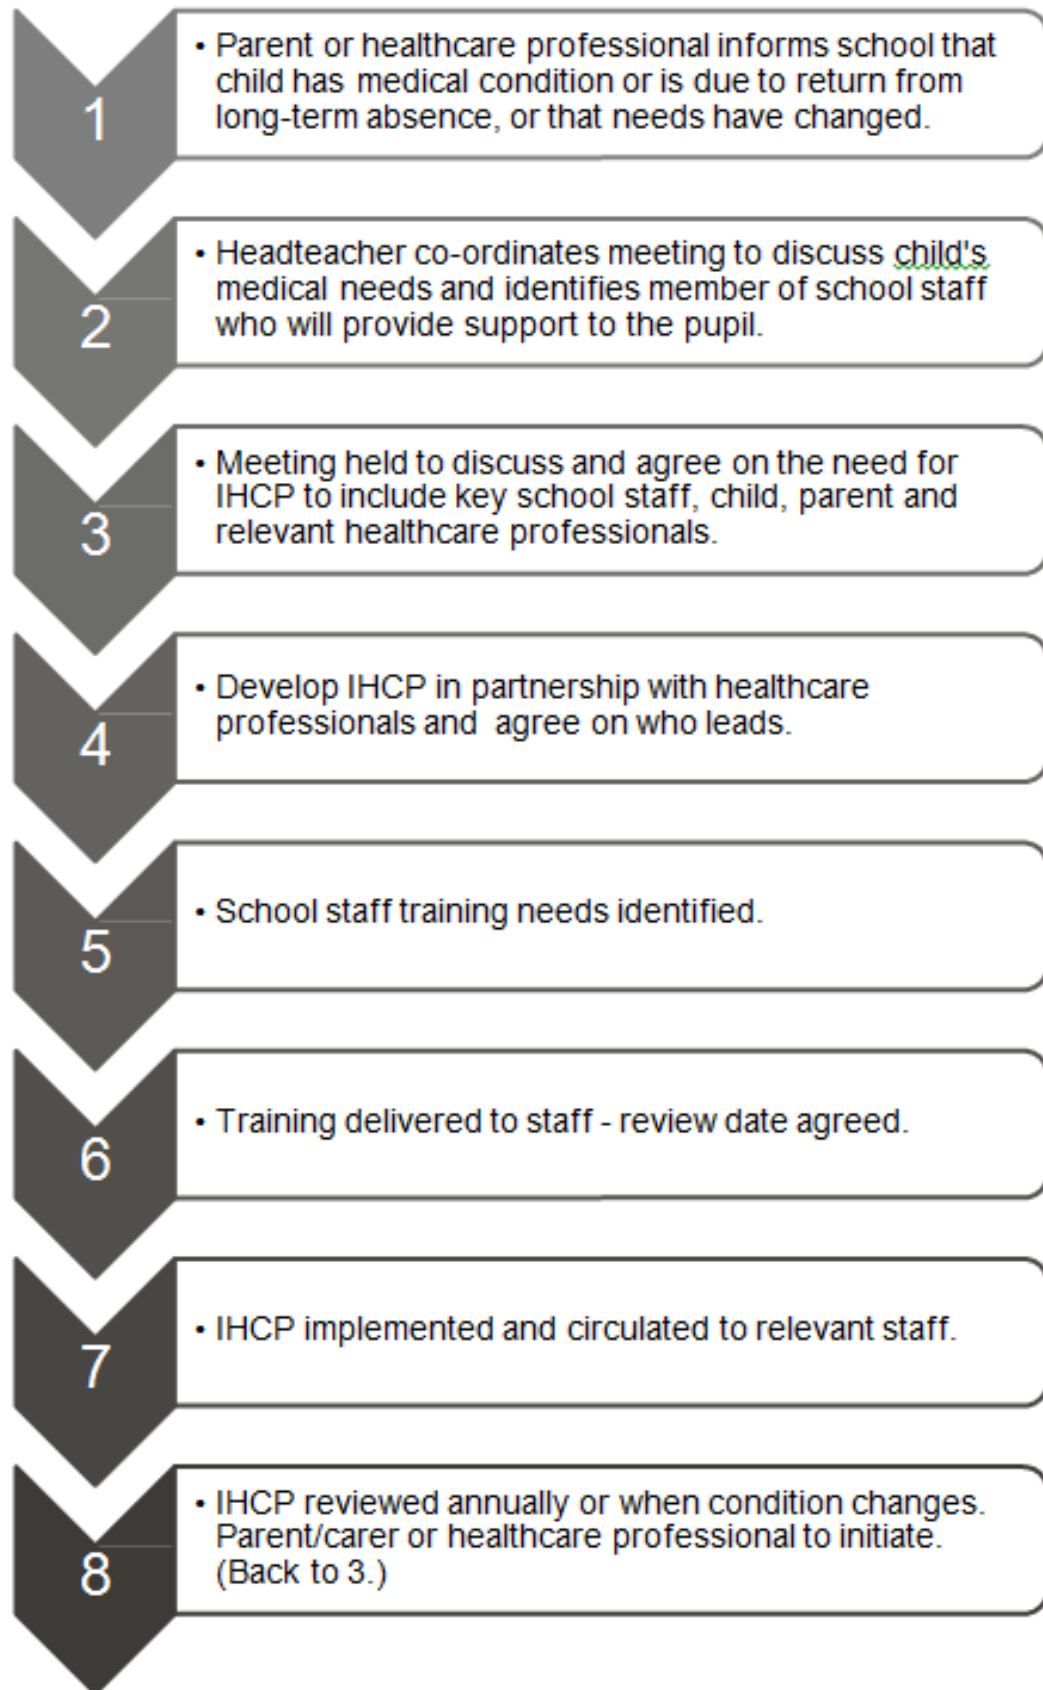 1
• Parent or healthcare professional informs school that
child has medical condition or is due to return from
long-term absence, or that needs have changed.
2
• Headteacher co-ordinates meeting to discuss child's
medical needs and identifies member of school staff
who will provide support to the pupil.
3
• Meeting held to discuss and agree on the need for
IHCP to include key school staff, child, parent and
relevant healthcare professionals.
4
• Develop IHCP in partnership with healthcare
professionals and  agree on who leads.
5
• School staff training needs identified.
6
• Training delivered to staff - review date agreed.
7
• IHCP implemented and circulated to relevant staff.
8
• IHCP reviewed annually or when condition changes.
Parent/carer or healthcare professional to initiate.
(Back to 3.)